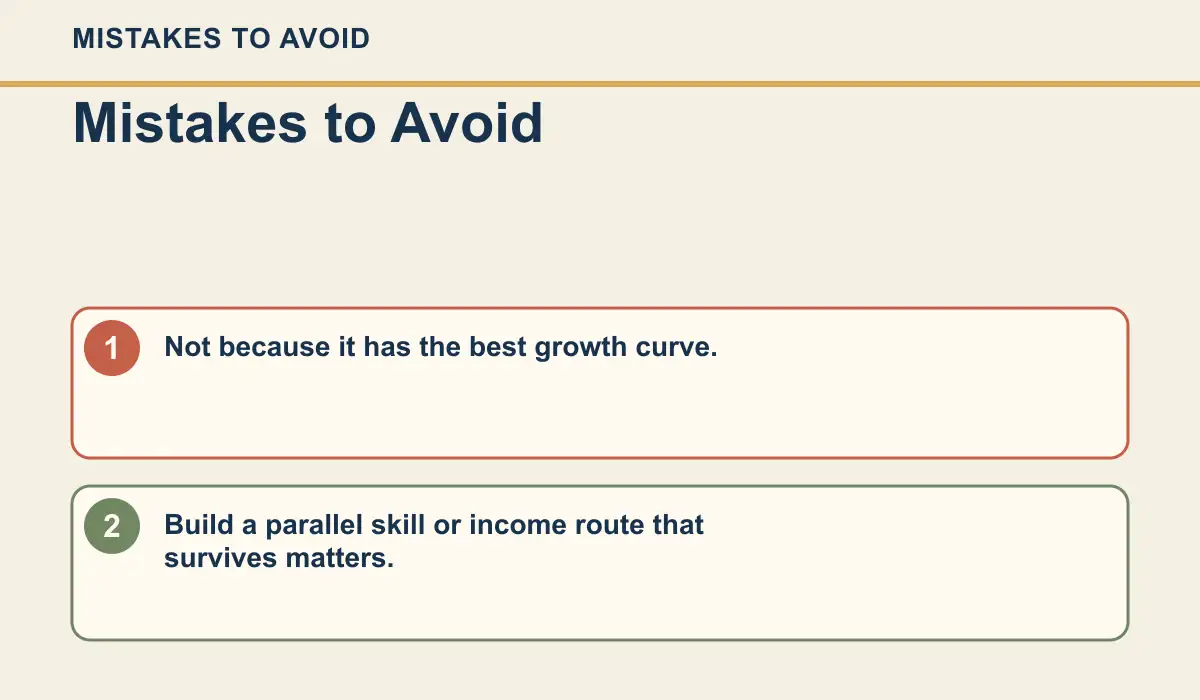 MISTAKES TO AVOID
Mistakes to Avoid
1
Not because it has the best growth curve.
2
Build a parallel skill or income route that
survives matters.